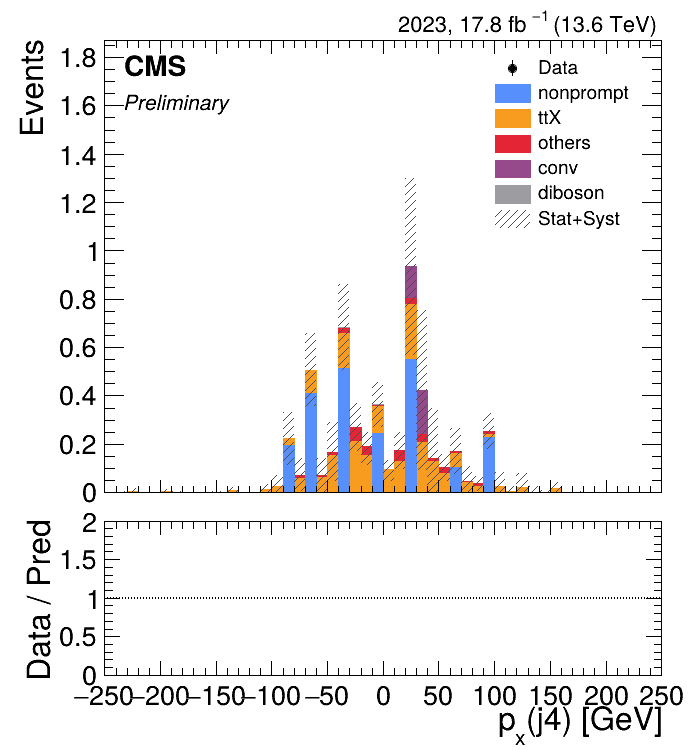 2023, 17.8 fb⁻¹ (13.6 TeV)
CMS
Preliminary
Events
1.8
1.6
1.4
1.2
1
0.8
0.6
0.4
0.2
0
Data
nonprompt
ttX
others
conv
diboson
Stat+Syst
Data / Pred
2
1.5
1
0.5
0
−250 −200 −150 −100 −50 0 50 100 150 200 250
pₓ(j4) [GeV]